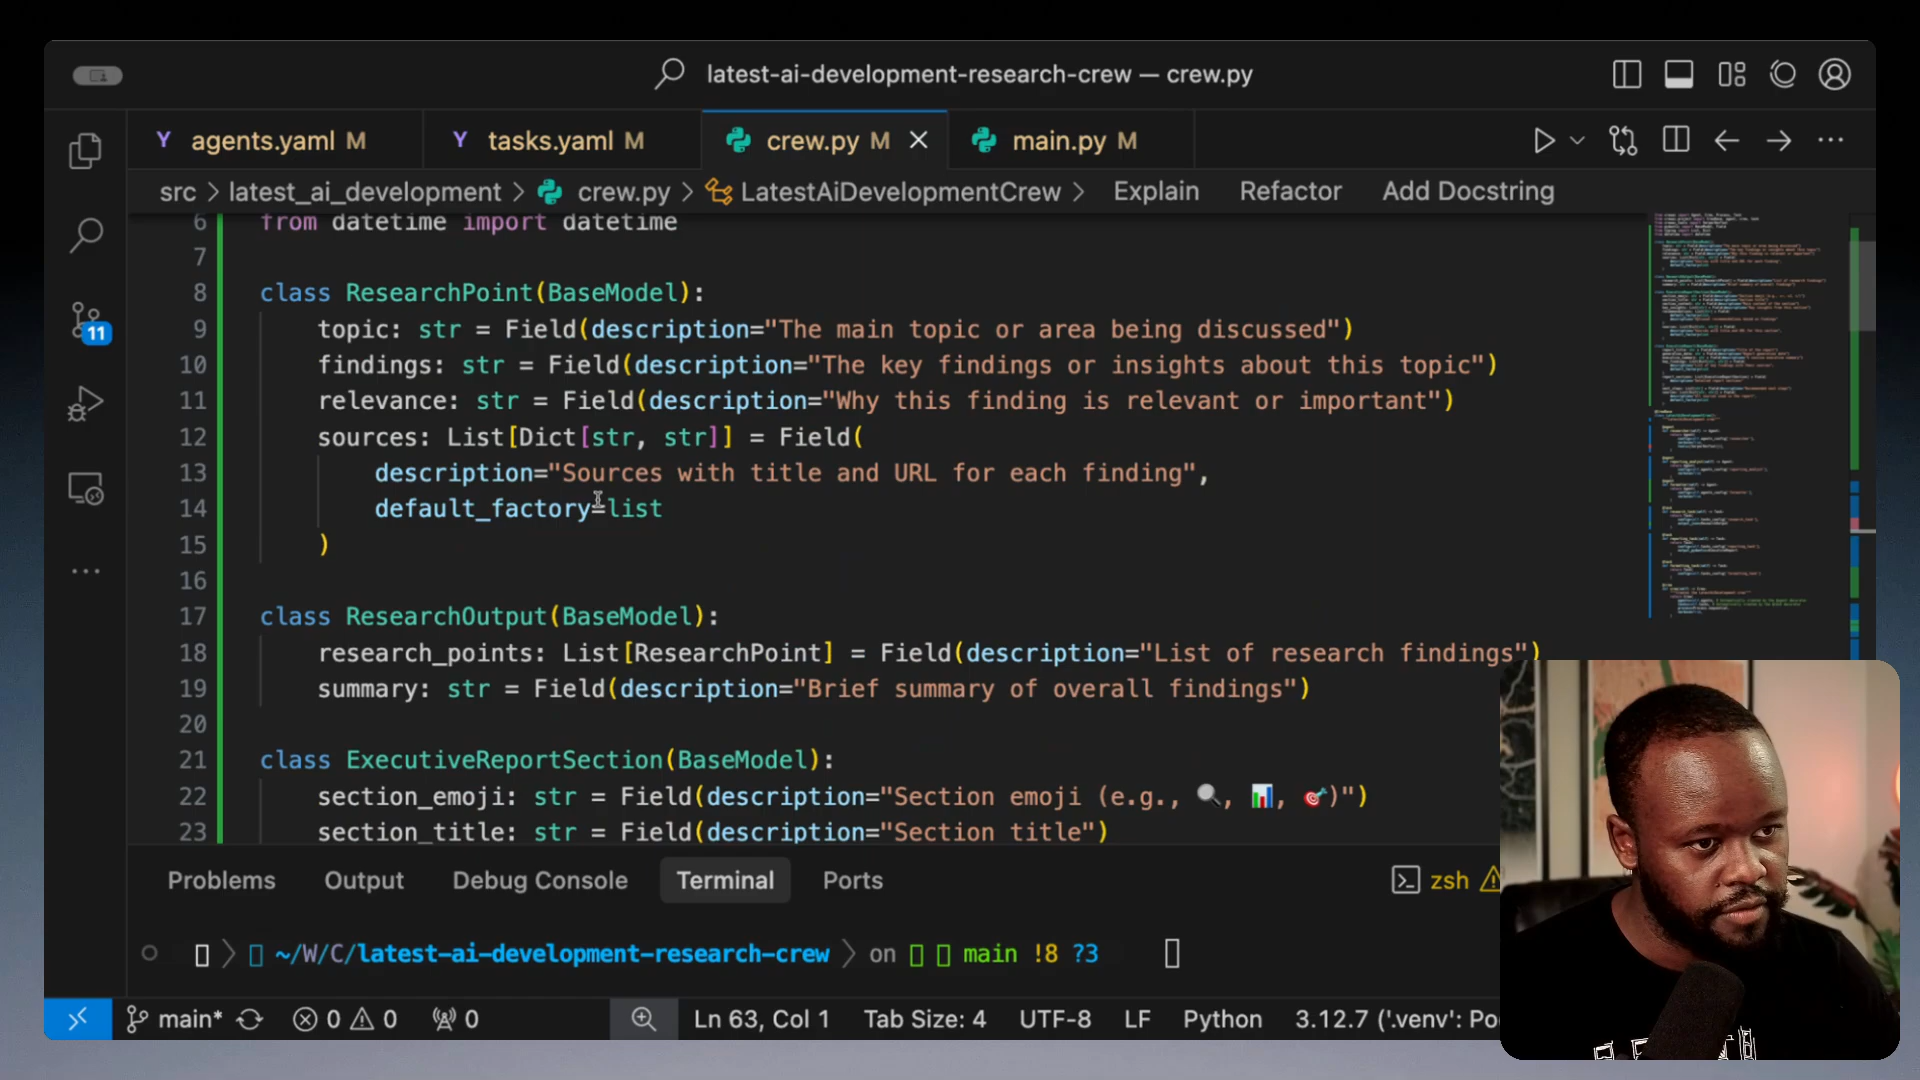 latest-ai-development-research-crew — crew.py
agents.yaml M
tasks.yaml M
crew.py M
main.py M
src > latest_ai_development > crew.py > LatestAiDevelopmentCrew > Explain Refactor Add Docstring
6 from datetime import datetime
7
8 class ResearchPoint(BaseModel):
9 topic: str = Field(description="The main topic or area being discussed")
10 findings: str = Field(description="The key findings or insights about this topic")
11 relevance: str = Field(description="Why this finding is relevant or important")
12 sources: List[Dict[str, str]] = Field(
13 description="Sources with title and URL for each finding",
14 default_factory=list
15 )
16
17 class ResearchOutput(BaseModel):
18 research_points: List[ResearchPoint] = Field(description="List of research findings")
19 summary: str = Field(description="Brief summary of overall findings")
20
21 class ExecutiveReportSection(BaseModel):
22 section_emoji: str = Field(description="Section emoji (e.g., 🔍, 📊, 🎯)")
23 section_title: str = Field(description="Section title")
11
Problems Output Debug Console Terminal Ports
zsh
~/W/C/latest-ai-development-research-crew on main !8 ?3
main* 0 0 0 Ln 63, Col 1 Tab Size: 4 UTF-8 LF Python 3.12.7 ('.venv':